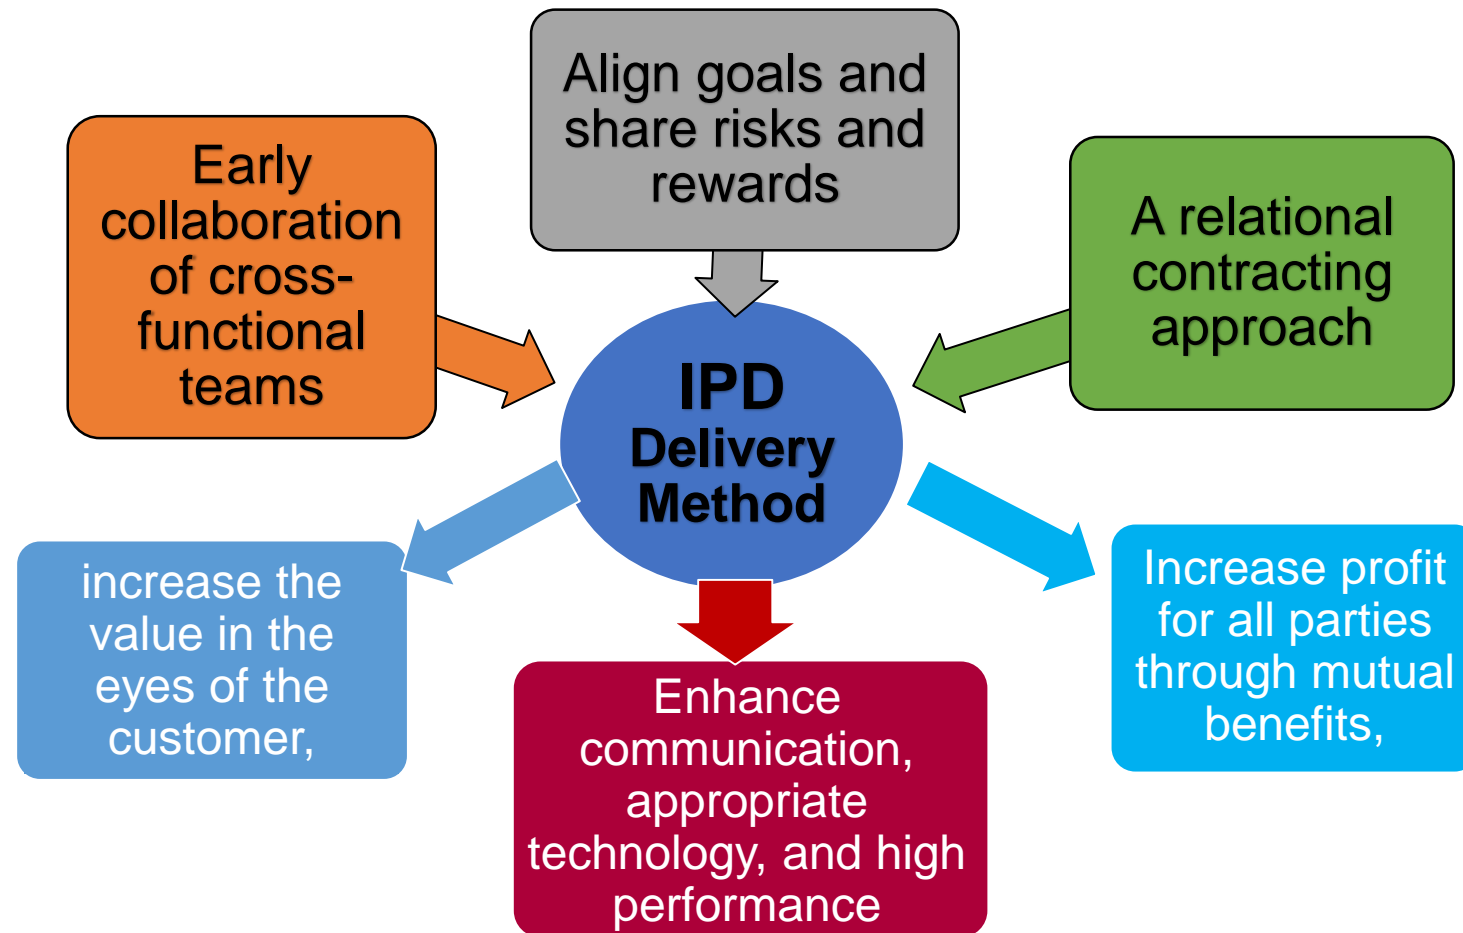 Align goals and
share risks and
rewards
Early
collaboration
of cross-
functional
teams
A relational
contracting
approach
IPD
Delivery
Method
increase the
value in the
eyes of the
customer,
Enhance
communication,
appropriate
technology, and high
performance
Increase profit
for all parties
through mutual
benefits,